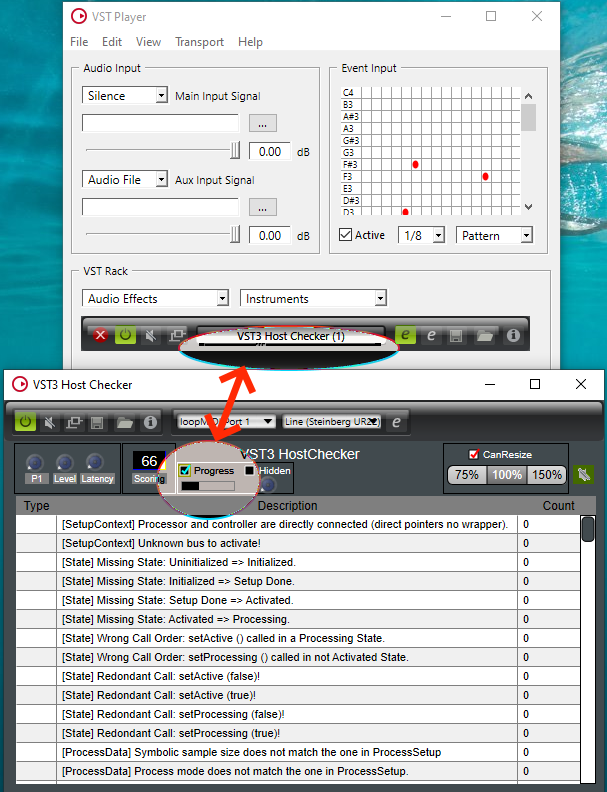 VST Player
File Edit View Transport Help
Audio Input
Silence Main Input Signal
...
0.00 dB
Audio File Aux Input Signal
...
0.00 dB
Event Input
C4
B3
A#3
A3
G#3
G3
F#3
F3
E3
D#3
D3
Active 1/8 Pattern
VST Rack
Audio Effects Instruments
VST3 Host Checker (1) e e
VST3 Host Checker
Port 1 Line (Steinberg UR22) e
VST3 HostChecker
P1 Level Latency
66
Scoring
Progress Hidden
CanResize
75% 100% 150%
Type Description Count
[SetupContext] Processor and controller are directly connected (direct pointers no wrapper). 0
[SetupContext] Unknown bus to activate! 0
[State] Missing State: Uninitialized => Initialized. 0
[State] Missing State: Initialized => Setup Done. 0
[State] Missing State: Setup Done => Activated. 0
[State] Missing State: Activated => Processing. 0
[State] Wrong Call Order: setActive () called in a Processing State. 0
[State] Wrong Call Order: setProcessing () called in not Activated State. 0
[State] Redondant Call: setActive (false)! 0
[State] Redondant Call: setActive (true)! 0
[State] Redondant Call: setProcessing (false)! 0
[State] Redondant Call: setProcessing (true)! 0
[ProcessData] Symbolic sample size does not match the one in ProcessSetup 0
[ProcessData] Process mode does not match the one in ProcessSetup. 0